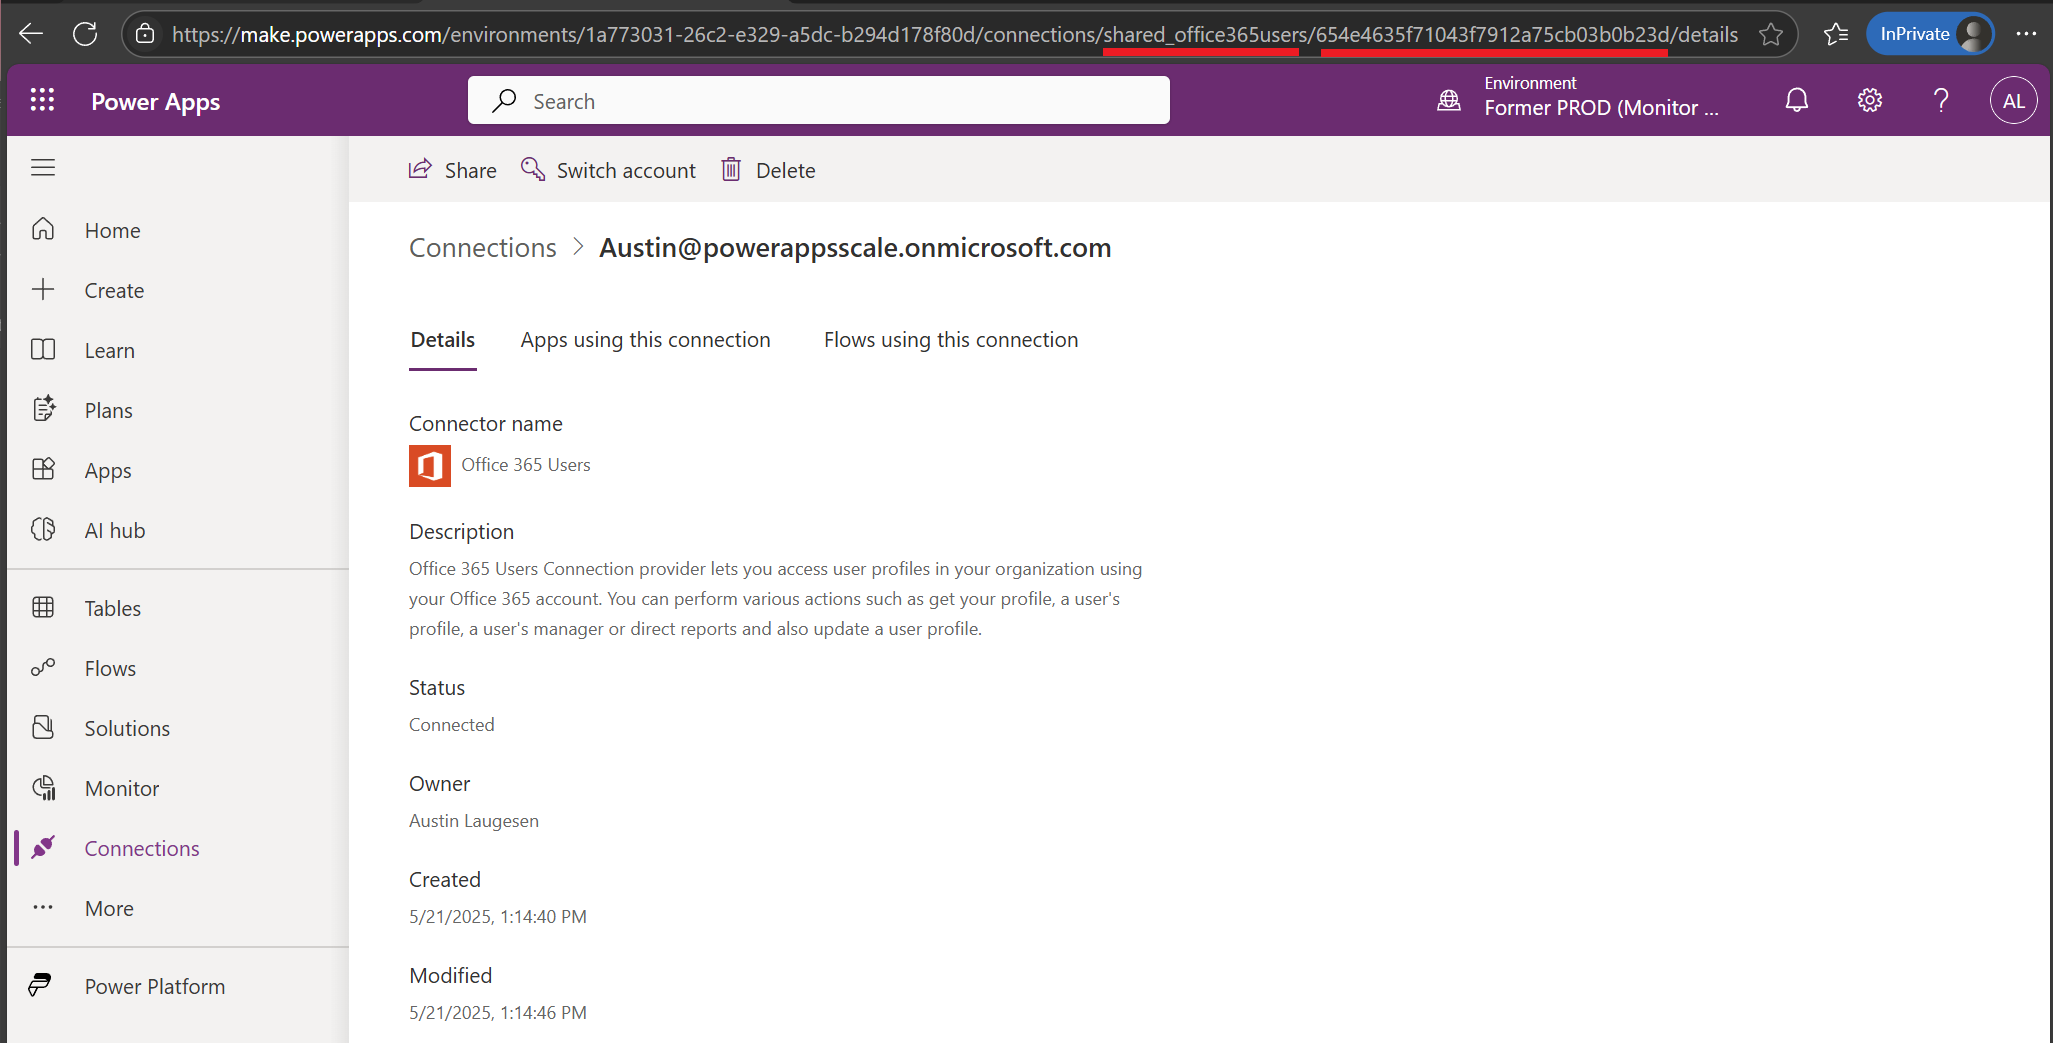 https://make.powerapps.com/environments/1a773031-26c2-e329-a5dc-b294d178f80d/connections/shared_office365users/654e4635f71043f7912a75cb03b0b23d/details
InPrivate
Power Apps
Search
Environment
Former PROD (Monitor ...
AL
Share
Switch account
Delete
Home
Create
Learn
Plans
Apps
AI hub
Tables
Flows
Solutions
Monitor
Connections
More
Power Platform
Connections > Austin@powerappsscale.onmicrosoft.com
Details
Apps using this connection
Flows using this connection
Connector name
Office 365 Users
Description
Office 365 Users Connection provider lets you access user profiles in your organization using
your Office 365 account. You can perform various actions such as get your profile, a user's
profile, a user's manager or direct reports and also update a user profile.
Status
Connected
Owner
Austin Laugesen
Created
5/21/2025, 1:14:40 PM
Modified
5/21/2025, 1:14:46 PM